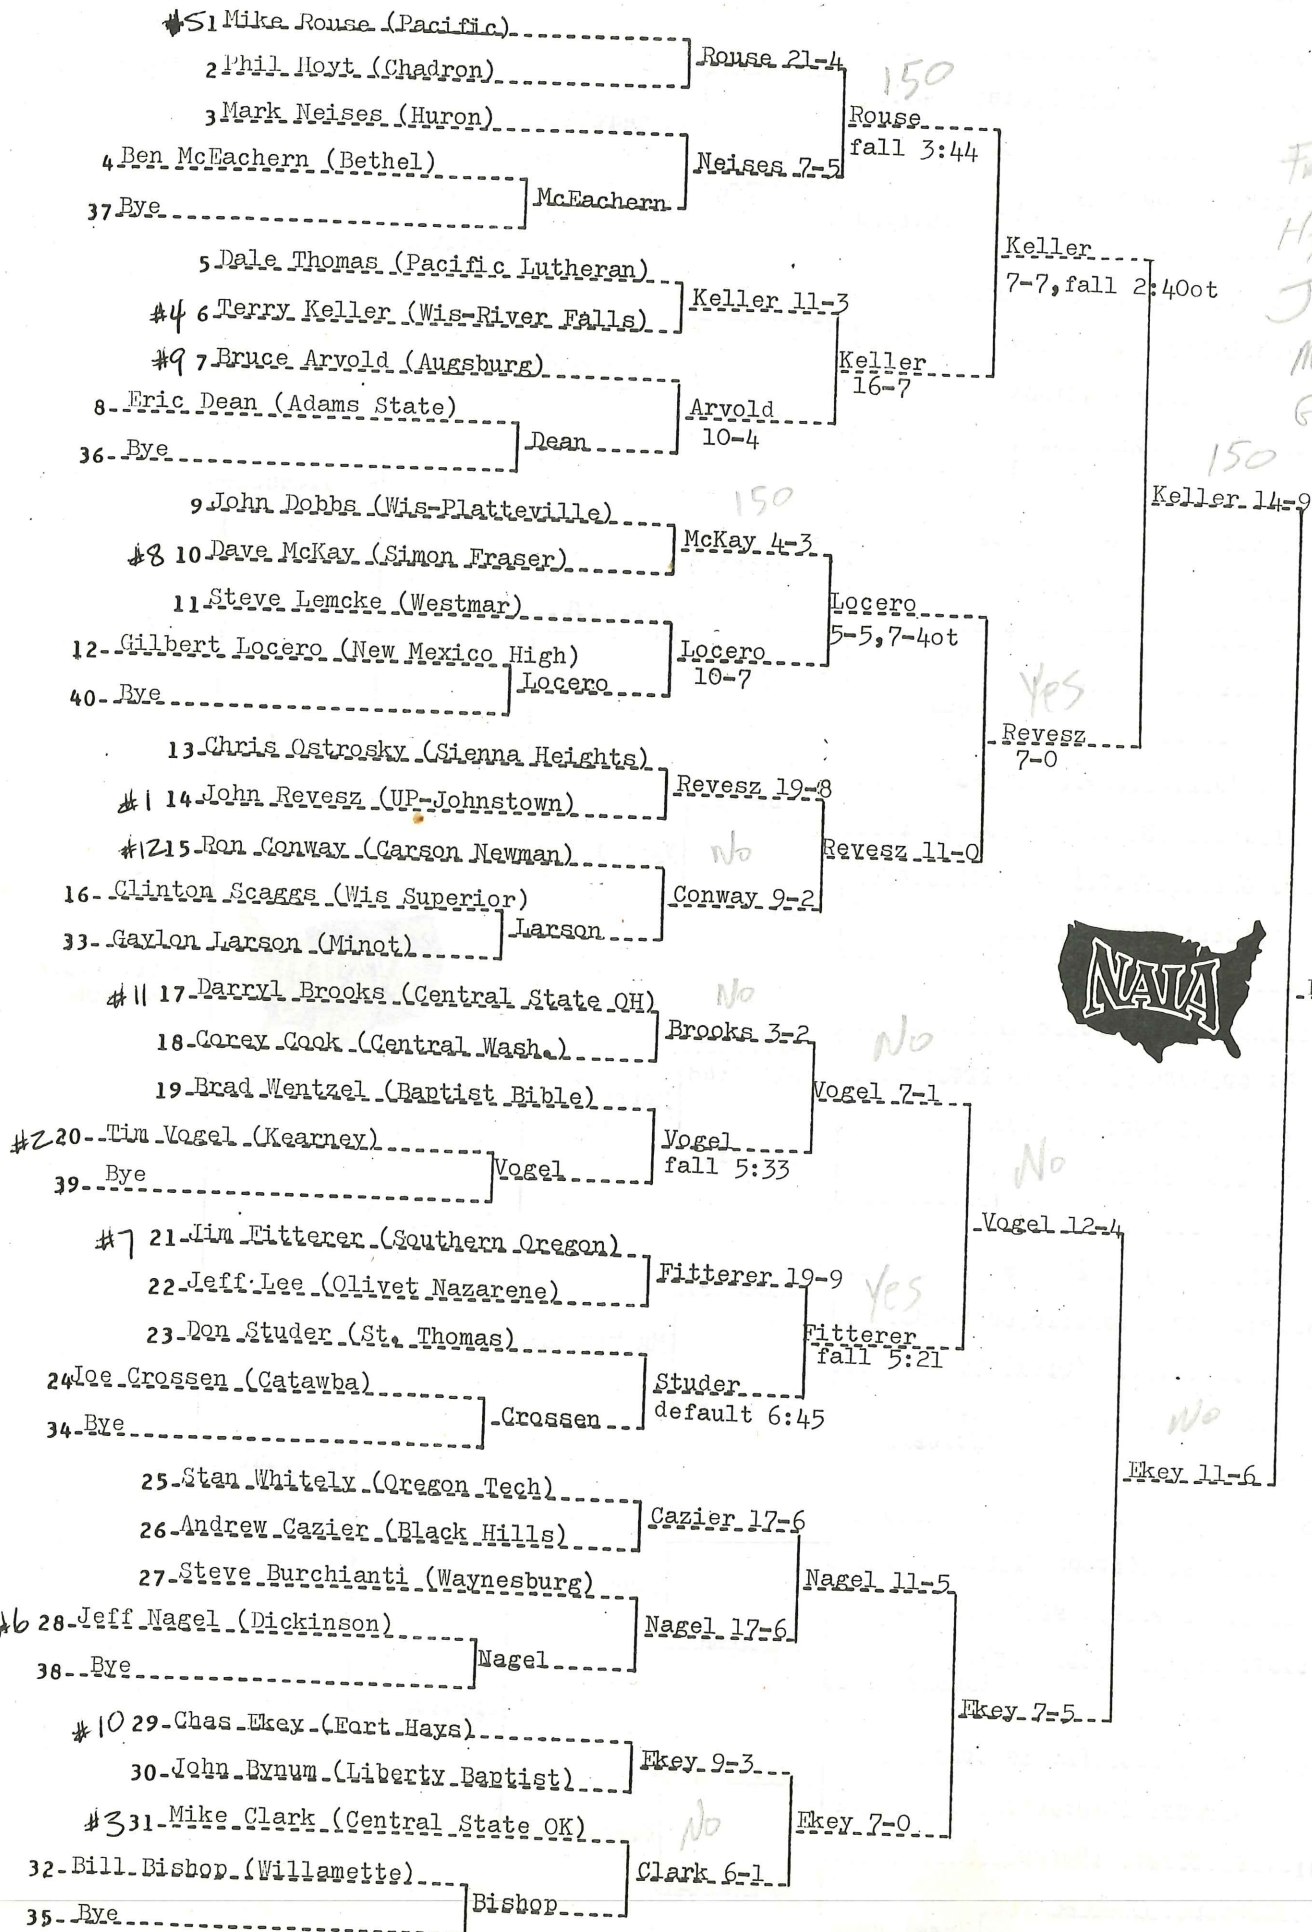 #5 1 Mike Rouse (Pacific)
Rouse 21-4
2 Phil Hoyt (Chadron)
150
3 Mark Neises (Huron)
Rouse
fall 3:44
4 Ben McEachern (Bethel)
Neises 7-5
McEachern
37 Bye
Keller
7-7, fall 2:40ot
5 Dale Thomas (Pacific Lutheran)
Keller 11-3
#4 6 Terry Keller (Wis-River Falls)
#9 7 Bruce Arvold (Augsburg)
Keller
16-7
8 Eric Dean (Adams State)
Arvold
10-4
Dean
36 Bye
150
Keller 14-9
9 John Dobbs (Wis-Platteville)
150
McKay 4-3
#8 10 Dave McKay (Simon Fraser)
11 Steve Lemcke (Westmar)
Locero
5-5, 7-4ot
12 Gilbert Locero (New Mexico High)
Locero
10-7
Locero
40 Bye
Yes
Revesz
7-0
13 Chris Ostrosky (Sienna Heights)
Revesz 19-8
#1 14 John Revesz (UP-Johnstown)
#12 15 Ron Conway (Carson Newman)
No
Revesz 11-0
16 Clinton Scaggs (Wis Superior)
Conway 9-2
Larson
33 Gaylon Larson (Minot)
NAIA
#11 17 Darryl Brooks (Central State OH)
No
Brooks 3-2
No
18 Corey Cook (Central Wash.)
19 Brad Wentzel (Baptist Bible)
Vogel 7-1
#2 20 Tim Vogel (Kearney)
Vogel
fall 5:33
Vogel
39 Bye
No
Vogel 12-4
#7 21 Jim Fitterer (Southern Oregon)
Fitterer 19-9
22 Jeff Lee (Olivet Nazarene)
Yes
23 Don Studer (St. Thomas)
Fitterer
fall 5:21
24 Joe Crossen (Catawba)
Studer
default 6:45
Crossen
34 Bye
No
Ekey 11-6
25 Stan Whitely (Oregon Tech)
Cazier 17-6
26 Andrew Cazier (Black Hills)
27 Steve Burchianti (Waynesburg)
Nagel 11-5
#6 28 Jeff Nagel (Dickinson)
Nagel 17-6
Nagel
38 Bye
Ekey 7-5
#10 29 Chas Ekey (Fort Hays)
Ekey 9-3
30 John Bynum (Liberty Baptist)
#3 31 Mike Clark (Central State OK)
No
Ekey 7-0
32 Bill Bishop (Willamette)
Clark 6-1
Bishop
35 Bye